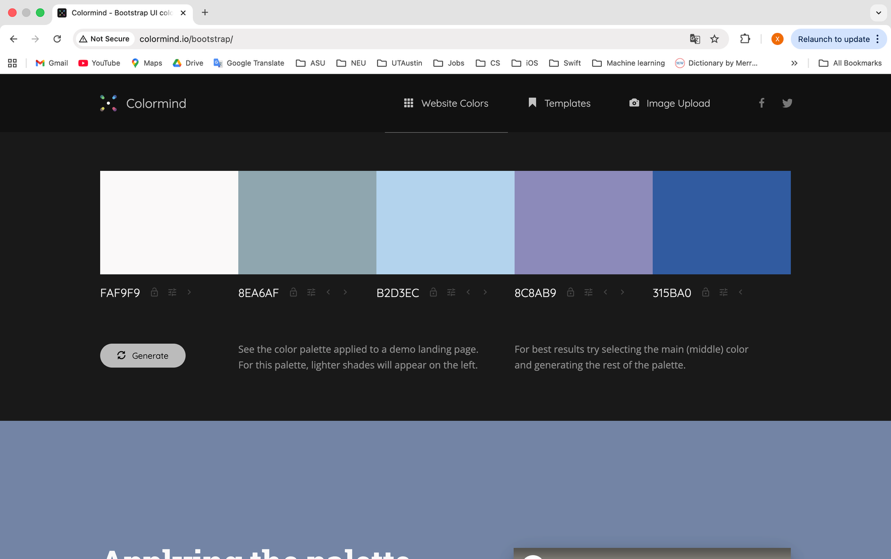 Colormind - Bootstrap UI col
Not Secure
colormind.io/bootstrap/
X
Relaunch to update
Gmail
YouTube
Maps
Drive
Google Translate
ASU
NEU
UTAustin
Jobs
CS
iOS
Swift
Machine learning
Dictionary by Merr...
All Bookmarks
Colormind
Website Colors
Templates
Image Upload
FAF9F9
8EA6AF
B2D3EC
8C8AB9
315BA0
Generate
See the color palette applied to a demo landing page.
For this palette, lighter shades will appear on the left.
For best results try selecting the main (middle) color
and generating the rest of the palette.
Applying the palette